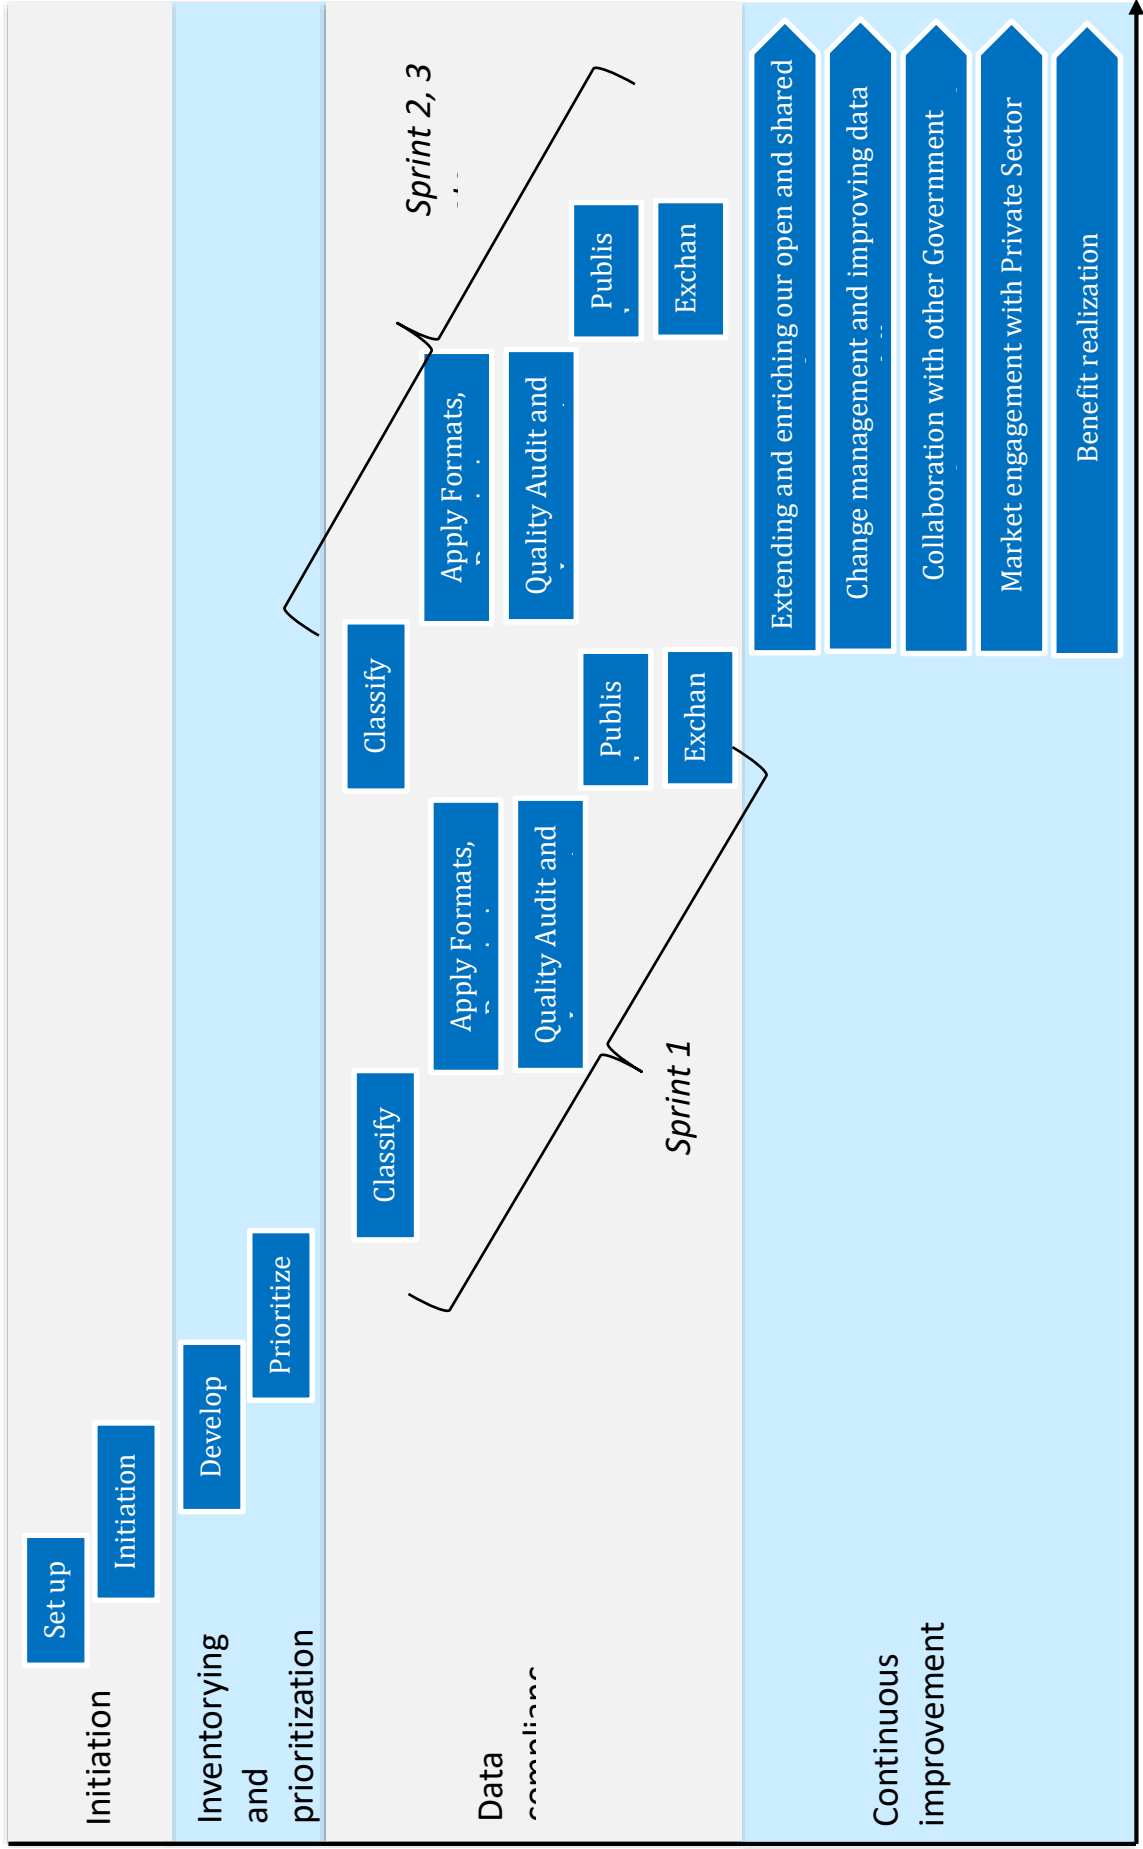 Initiation
Set up
Initiation
Inventorying
and
prioritization
Develop
Prioritize
Data
Classify
Apply Formats,
Quality Audit and
Publis
Exchan
Sprint 1
Classify
Apply Formats,
Quality Audit and
Publis
Exchan
Sprint 2, 3
Continuous
improvement
Extending and enriching our open and shared
Change management and improving data
Collaboration with other Government
Market engagement with Private Sector
Benefit realization